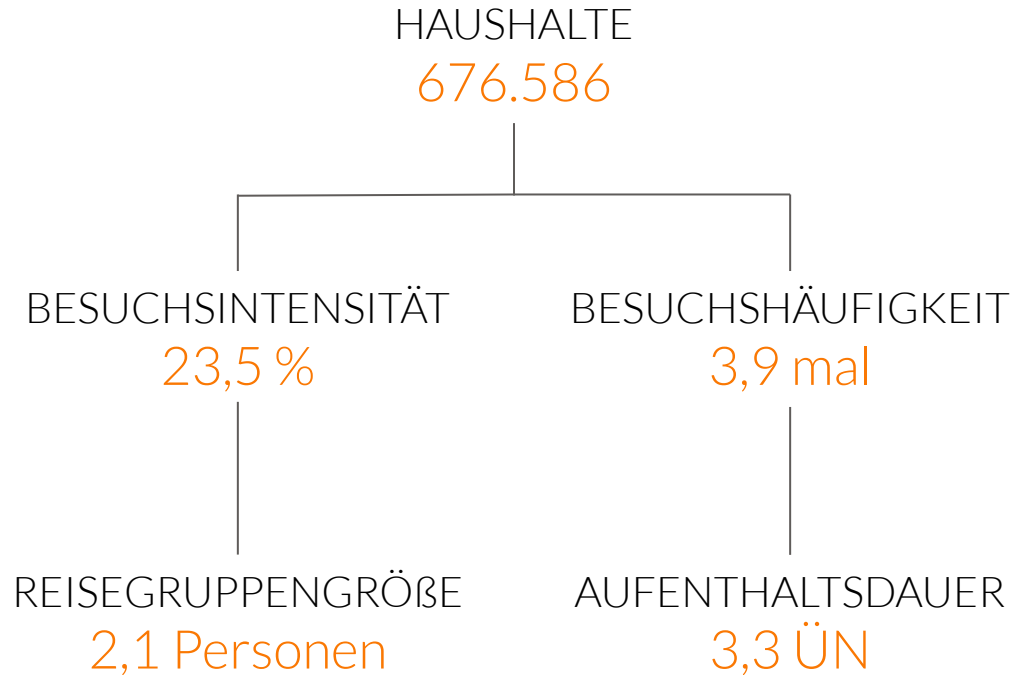 HAUSHALTE
676.586
BESUCHSINTENSITÄT
23,5 %
BESUCHSHÄUFIGKEIT
3,9 mal
REISEGRUPPENGRÖßE
2,1 Personen
AUFENTHALTSDAUER
3,3 ÜN